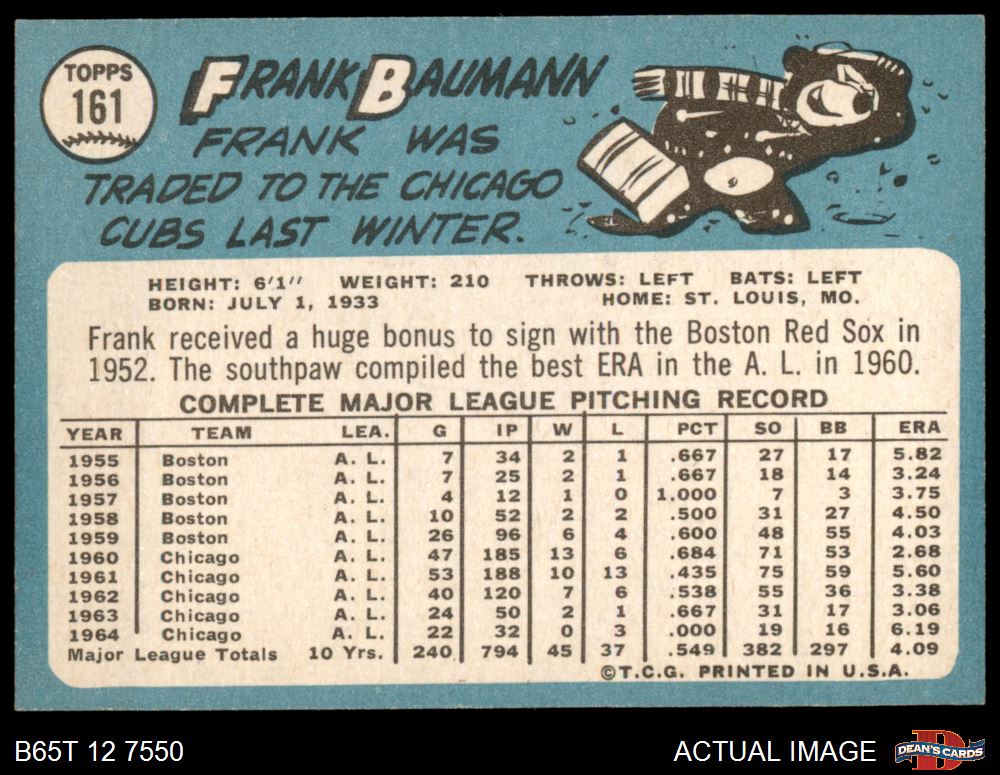 TOPPS
161
FRANK BAUMANN
FRANK WAS
TRADED TO THE CHICAGO
CUBS LAST WINTER.
HEIGHT: 6'1" WEIGHT: 210 THROWS: LEFT BATS: LEFT
BORN: JULY 1, 1933 HOME: ST. LOUIS, MO.
Frank received a huge bonus to sign with the Boston Red Sox in
1952. The southpaw compiled the best ERA in the A. L. in 1960.
COMPLETE MAJOR LEAGUE PITCHING RECORD
YEAR TEAM LEA. G IP W L PCT SO BB ERA
1955 Boston A. L. 7 34 2 1 .667 27 17 5.82
1956 Boston A. L. 7 25 2 1 .667 18 14 3.24
1957 Boston A. L. 4 12 1 0 1.000 7 3 3.75
1958 Boston A. L. 10 52 2 2 .500 31 27 4.50
1959 Boston A. L. 26 96 6 4 .600 48 55 4.03
1960 Chicago A. L. 47 185 13 6 .684 71 53 2.68
1961 Chicago A. L. 53 188 10 13 .435 75 59 5.60
1962 Chicago A. L. 40 120 7 6 .538 55 36 3.38
1963 Chicago A. L. 24 50 2 1 .667 31 17 3.06
1964 Chicago A. L. 22 32 0 3 .000 19 16 6.19
Major League Totals 10 Yrs. 240 794 45 37 .549 382 297 4.09
©T.C.G. PRINTED IN U.S.A.
B65T 12 7550
ACTUAL IMAGE
DEAN'S CARDS